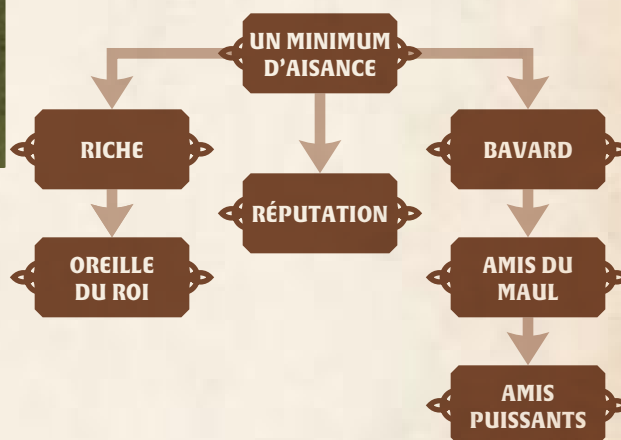 UN MINIMUM
D'AISANCE
RICHE
BAVARD
RÉPUTATION
OREILLE
DU ROI
AMIS DU
MAUL
AMIS
PUISSANTS